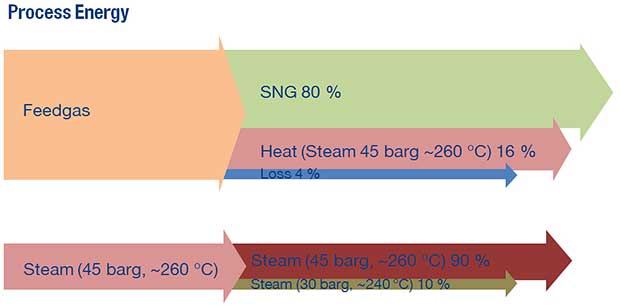 Process Energy
SNG 80 %
Feedgas
Heat (Steam 45 barg ~260 °C) 16 %
Loss 4 %
Steam (45 barg, ~260 °C)
Steam (45 barg, ~260 °C) 90 %
Steam (30 barg, ~240 °C) 10 %